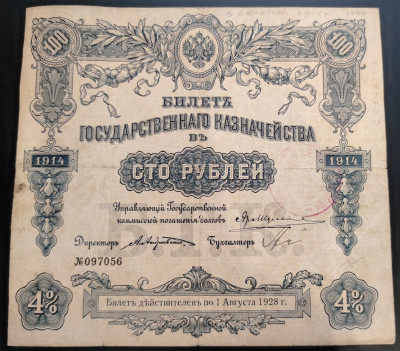 100 100
БИЛЕТЪ
ГОСУДАРСТВЕННАГО КАЗНАЧЕЙСТВА
ВЪ
1914 СТО РУБЛЕЙ 1914
Управляющій Государственной
коммиссіей погашенія долговъ
Директоръ Бухгалтеръ
№097056
4% 4%
Билетъ дѣйствителенъ по 1 Августа 1928 г.